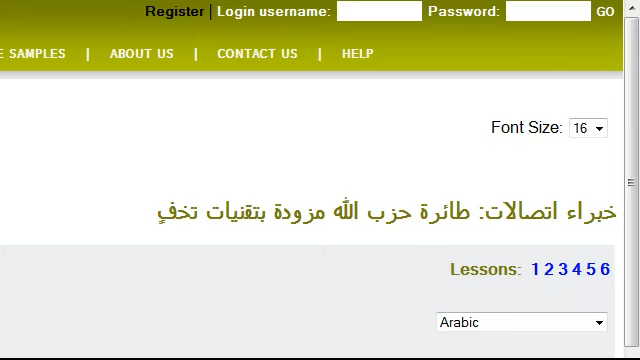 Register | Login username: Password: GO
E SAMPLES | ABOUT US | CONTACT US | HELP
Font Size: 16
خبراء اتصالات: طائرة حزب الله مزودة بتقنيات تخفٍ
Lessons: 1 2 3 4 5 6
Arabic